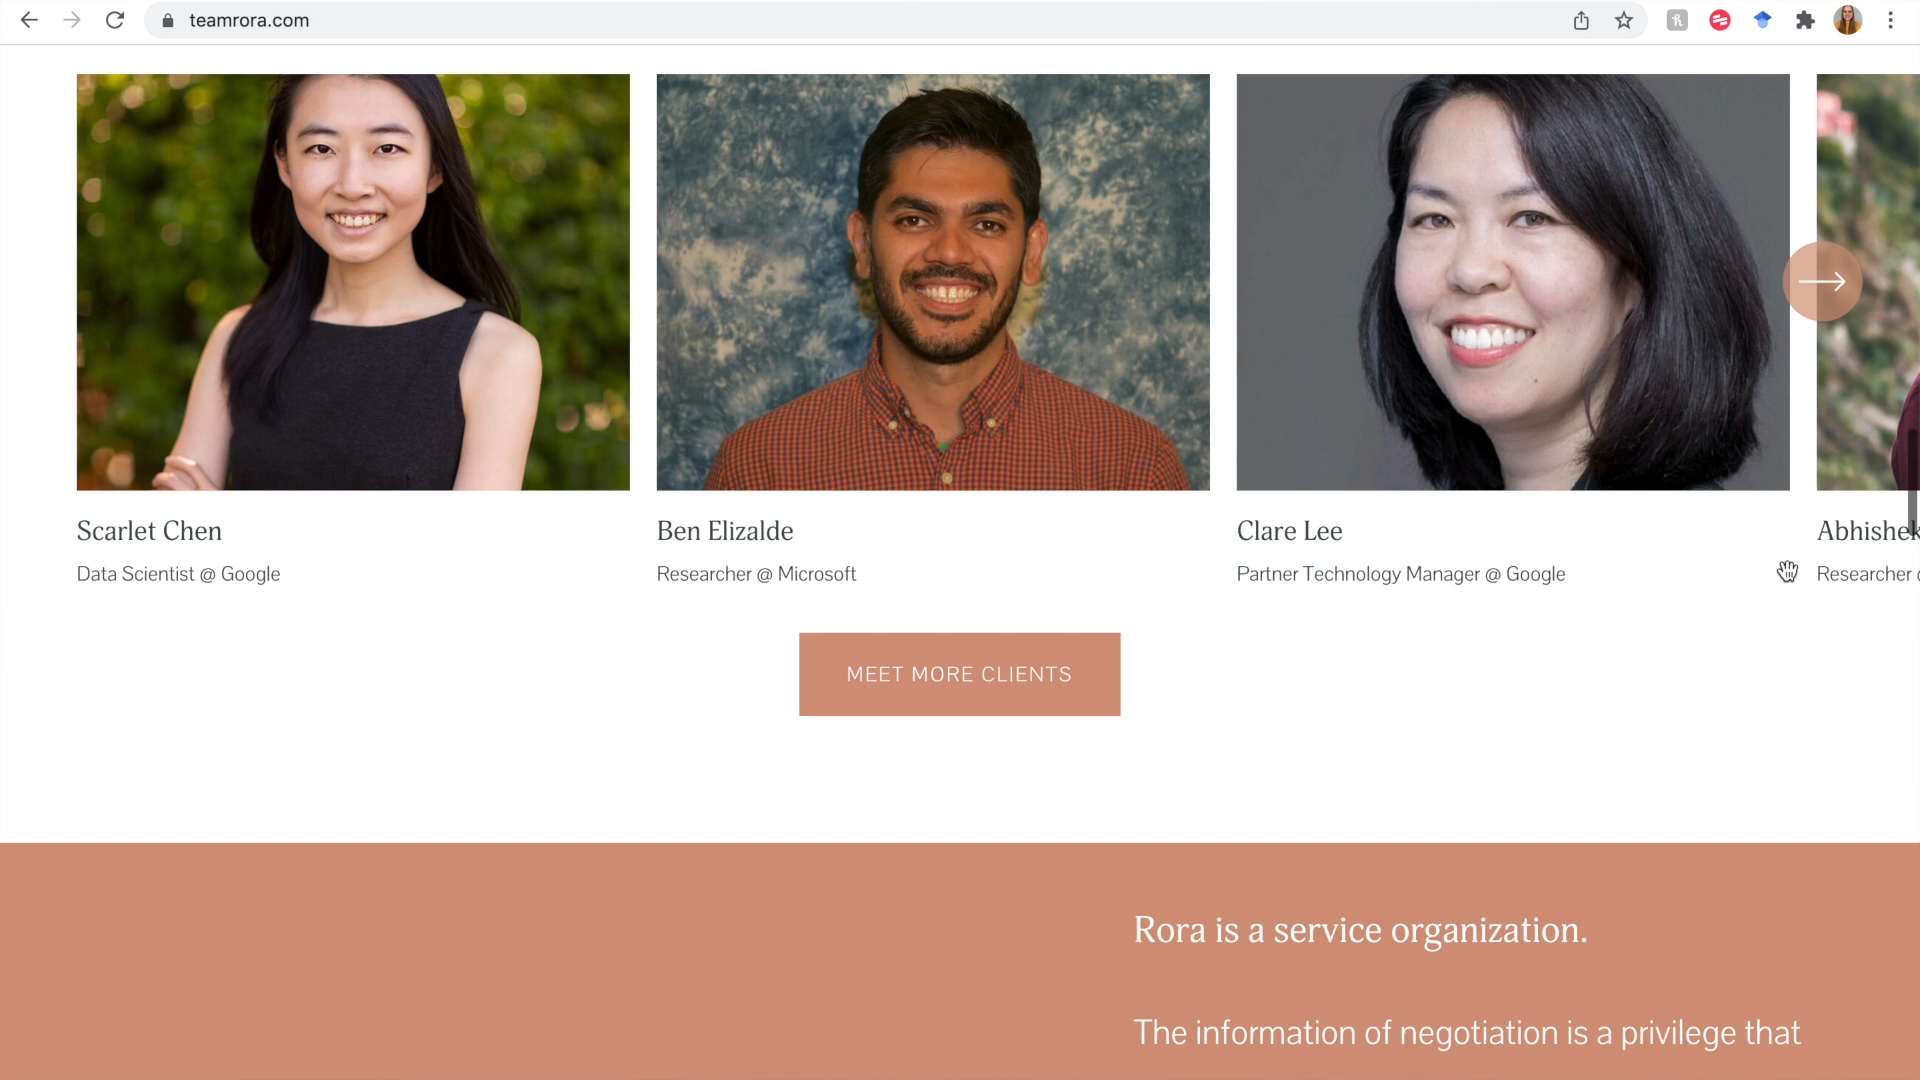 teamrora.com
Scarlet Chen
Data Scientist @ Google
Ben Elizalde
Researcher @ Microsoft
Clare Lee
Partner Technology Manager @ Google
Abhishek
Researcher
MEET MORE CLIENTS
Rora is a service organization.
The information of negotiation is a privilege that